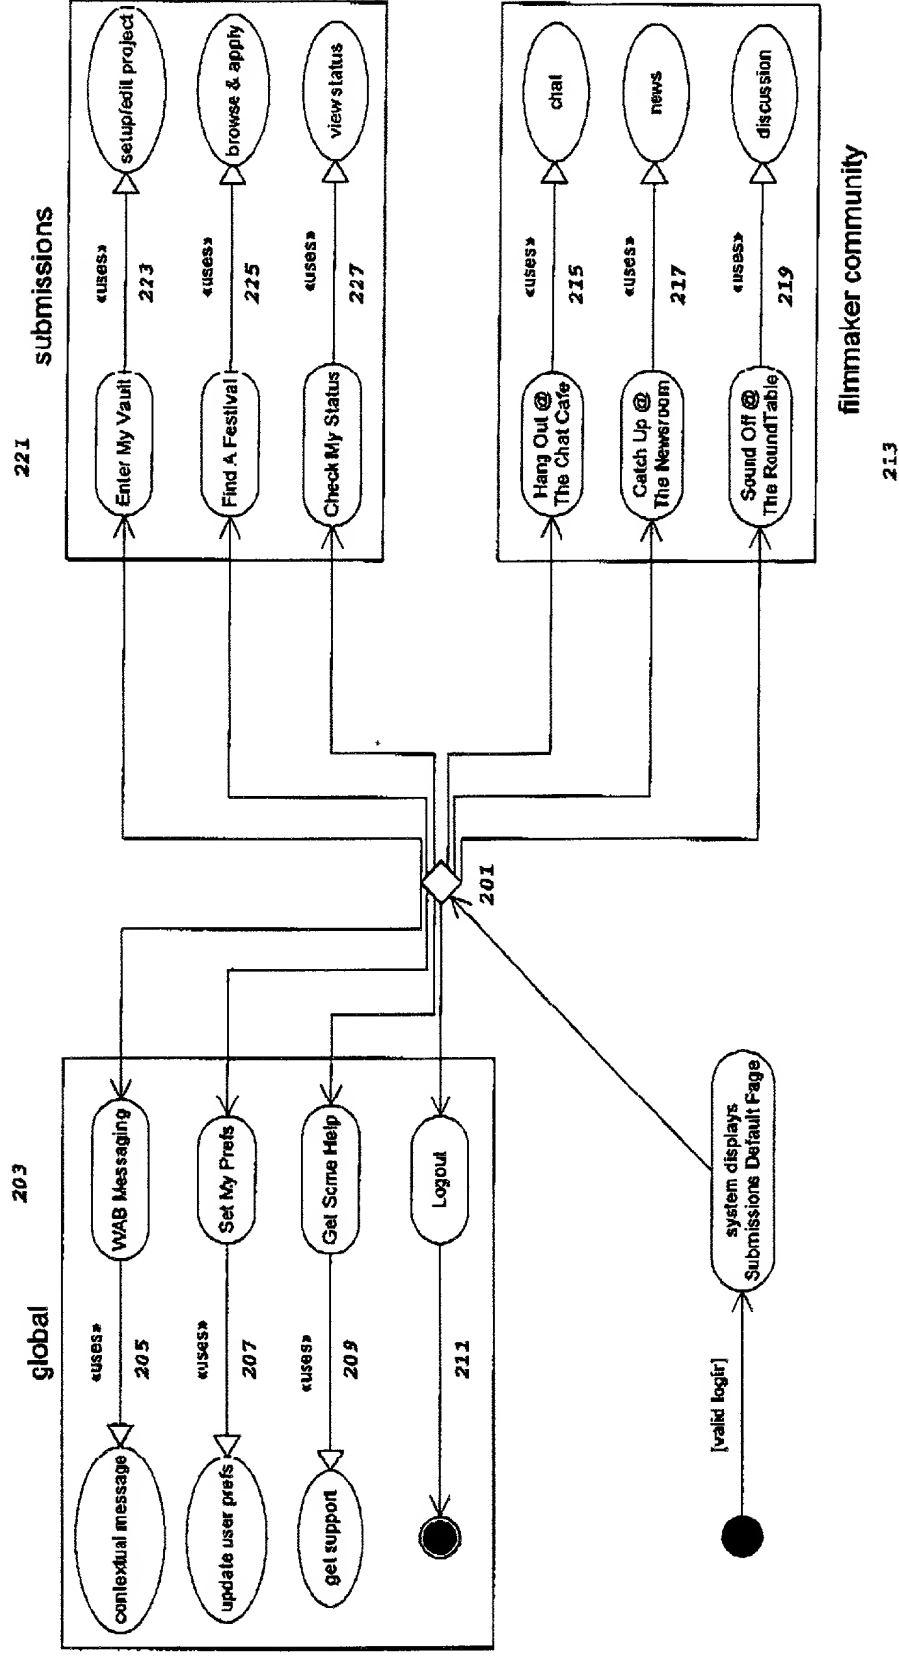 submissions
221
Enter My Vault
«uses»
223
setup/edit project
Find A Festival
«uses»
225
browse & apply
Check My Status
«uses»
227
view status
Hang Out @
The Chat Cafe
«uses»
215
chat
Catch Up @
The Newsroom
«uses»
217
news
Sound Off @
The RoundTable
«uses»
219
discussion
filmmaker community
213
201
global
203
WAB Messaging
«uses»
205
contextual message
Set My Prefs
«uses»
207
update user prefs
Get Some Help
«uses»
209
get support
Logout
211
system displays
Submissions Default Page
[valid login]